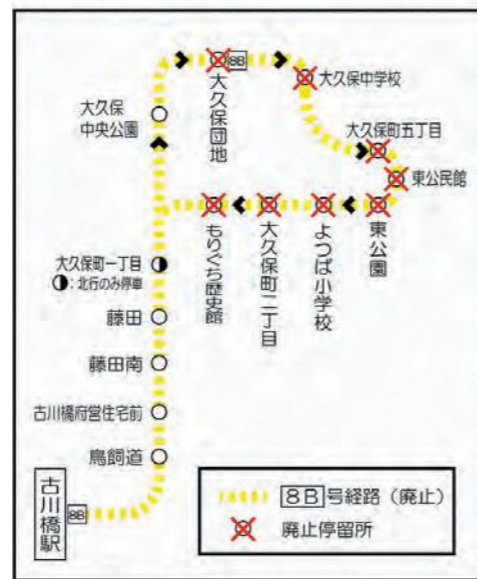 8B
大久保団地
大久保中学校
大久保
中央公園
大久保町五丁目
東公民館
東公園
よつば小学校
大久保町二丁目
もりぐち歴史館
大久保町一丁目
◐:北行のみ停車
藤田
藤田南
古川橋府営住宅前
鳥飼道
古川橋駅
8B
8B号経路(廃止)
廃止停留所